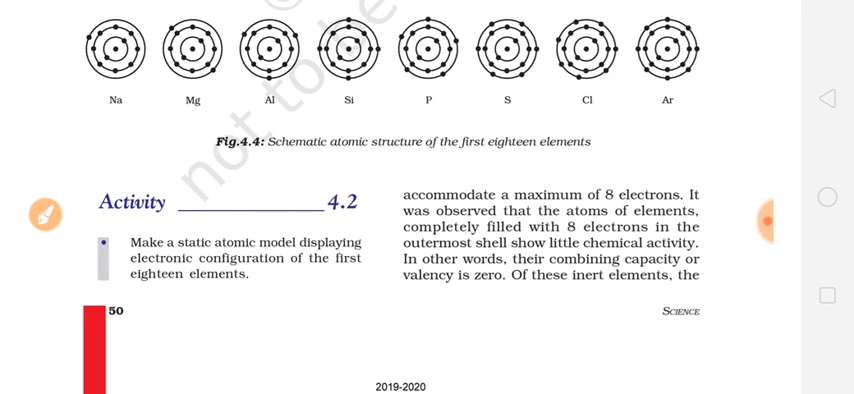 Na Mg Al Si P S Cl Ar
Fig.4.4: Schematic atomic structure of the first eighteen elements
Activity ______________ 4.2
• Make a static atomic model displaying
electronic configuration of the first
eighteen elements.
accommodate a maximum of 8 electrons. It
was observed that the atoms of elements,
completely filled with 8 electrons in the
outermost shell show little chemical activity.
In other words, their combining capacity or
valency is zero. Of these inert elements, the
50
SCIENCE
2019-2020
not to be